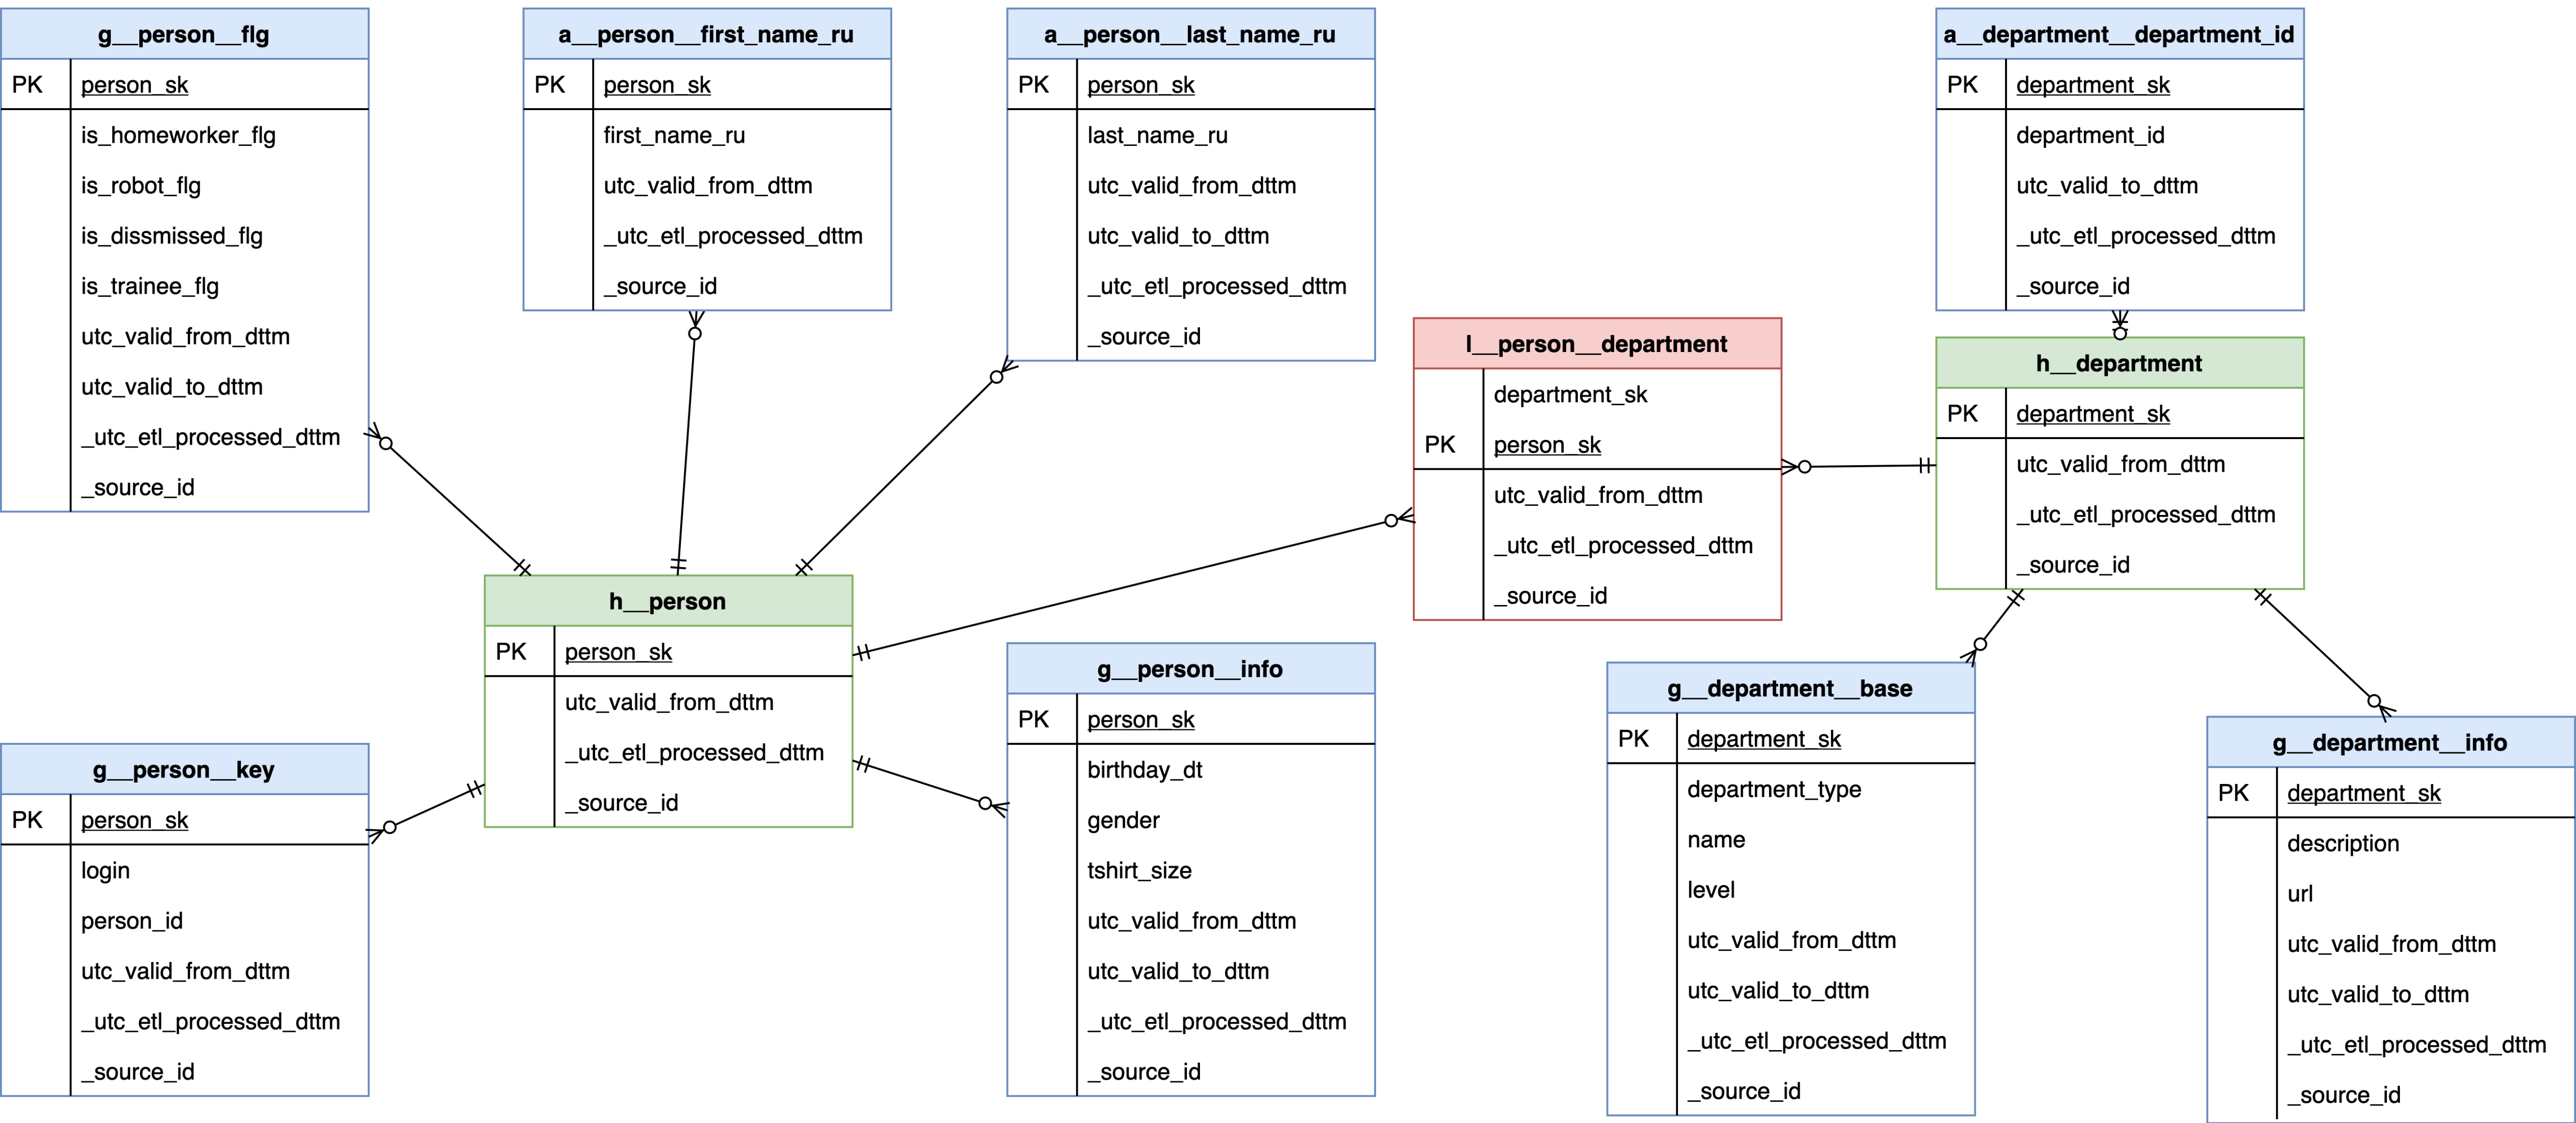 g__person__flg
PK person_sk
is_homeworker_flg
is_robot_flg
is_dissmissed_flg
is_trainee_flg
utc_valid_from_dttm
utc_valid_to_dttm
_utc_etl_processed_dttm
_source_id
a__person__first_name_ru
PK person_sk
first_name_ru
utc_valid_from_dttm
_utc_etl_processed_dttm
_source_id
a__person__last_name_ru
PK person_sk
last_name_ru
utc_valid_from_dttm
utc_valid_to_dttm
_utc_etl_processed_dttm
_source_id
a__department__department_id
PK department_sk
department_id
utc_valid_to_dttm
_utc_etl_processed_dttm
_source_id
l__person__department
department_sk
PK person_sk
utc_valid_from_dttm
_utc_etl_processed_dttm
_source_id
h__department
PK department_sk
utc_valid_from_dttm
_utc_etl_processed_dttm
_source_id
h__person
PK person_sk
utc_valid_from_dttm
_utc_etl_processed_dttm
_source_id
g__person__key
PK person_sk
login
person_id
utc_valid_from_dttm
_utc_etl_processed_dttm
_source_id
g__person__info
PK person_sk
birthday_dt
gender
tshirt_size
utc_valid_from_dttm
utc_valid_to_dttm
_utc_etl_processed_dttm
_source_id
g__department__base
PK department_sk
department_type
name
level
utc_valid_from_dttm
utc_valid_to_dttm
_utc_etl_processed_dttm
_source_id
g__department__info
PK department_sk
description
url
utc_valid_from_dttm
utc_valid_to_dttm
_utc_etl_processed_dttm
_source_id